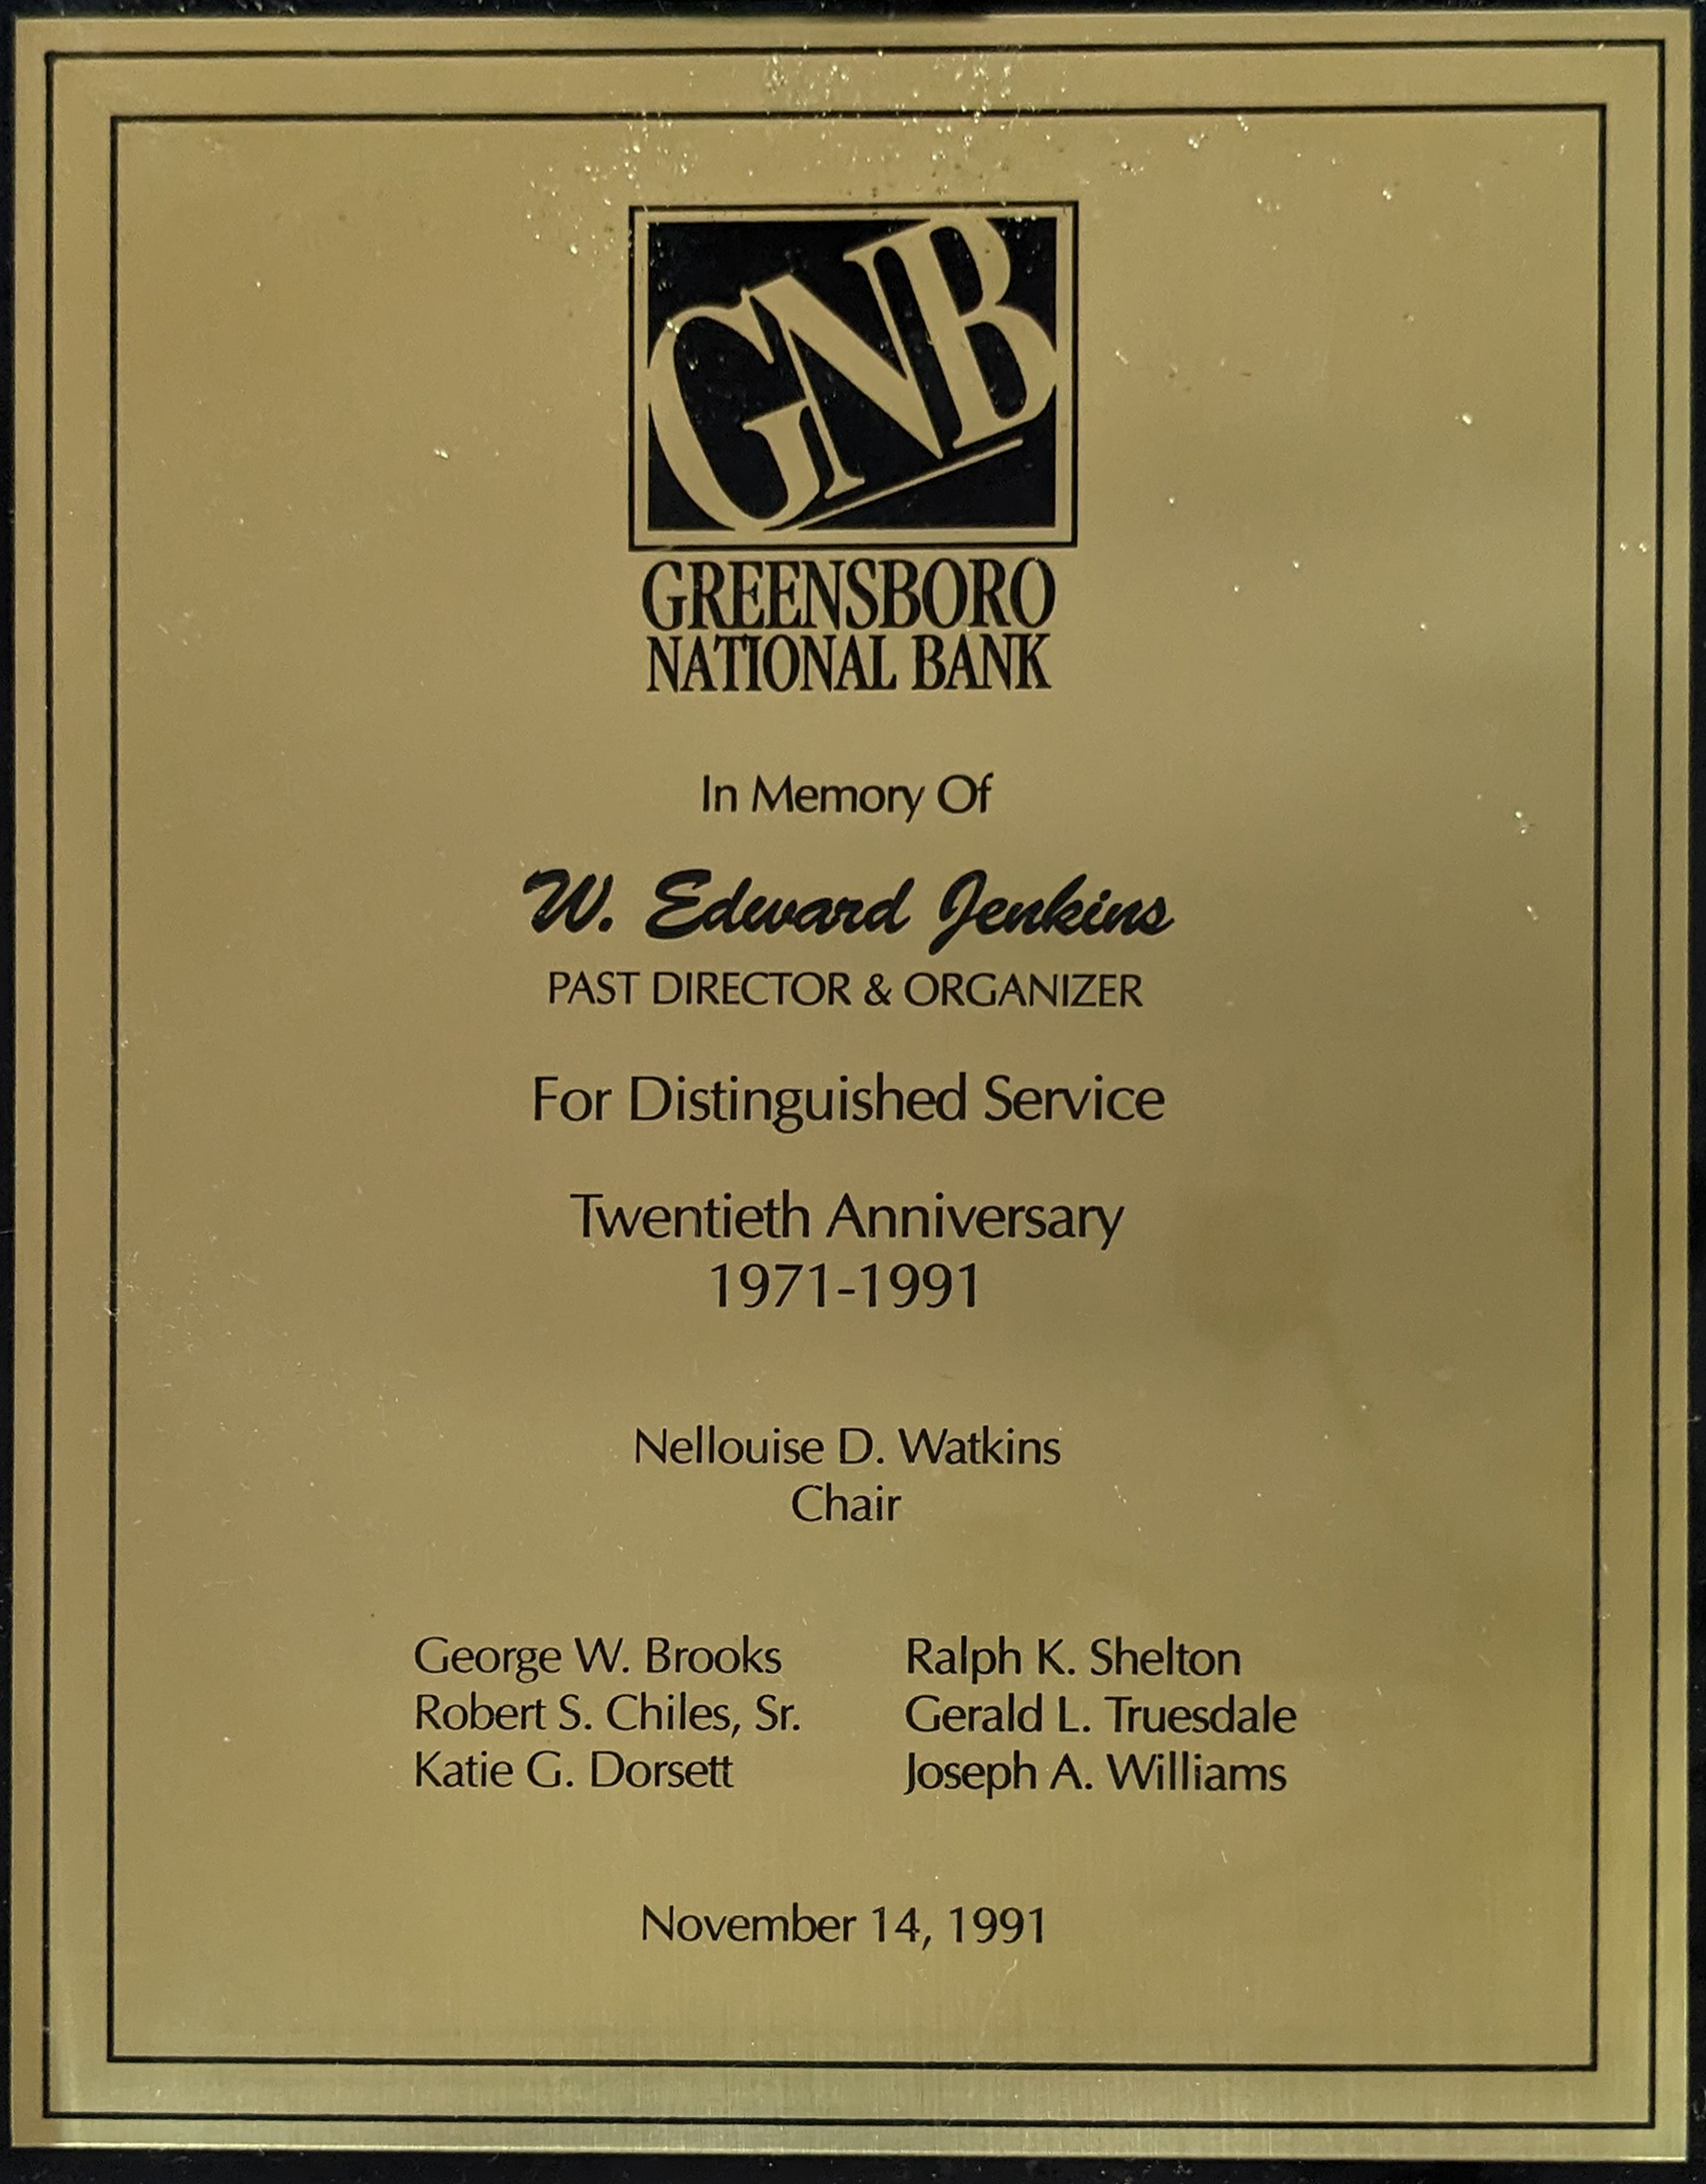 GNB
GREENSBORO
NATIONAL BANK
In Memory Of
W. Edward Jenkins
PAST DIRECTOR & ORGANIZER
For Distinguished Service
Twentieth Anniversary
1971-1991
Nellouise D. Watkins
Chair
George W. Brooks
Robert S. Chiles, Sr.
Katie G. Dorsett
Ralph K. Shelton
Gerald L. Truesdale
Joseph A. Williams
November 14, 1991